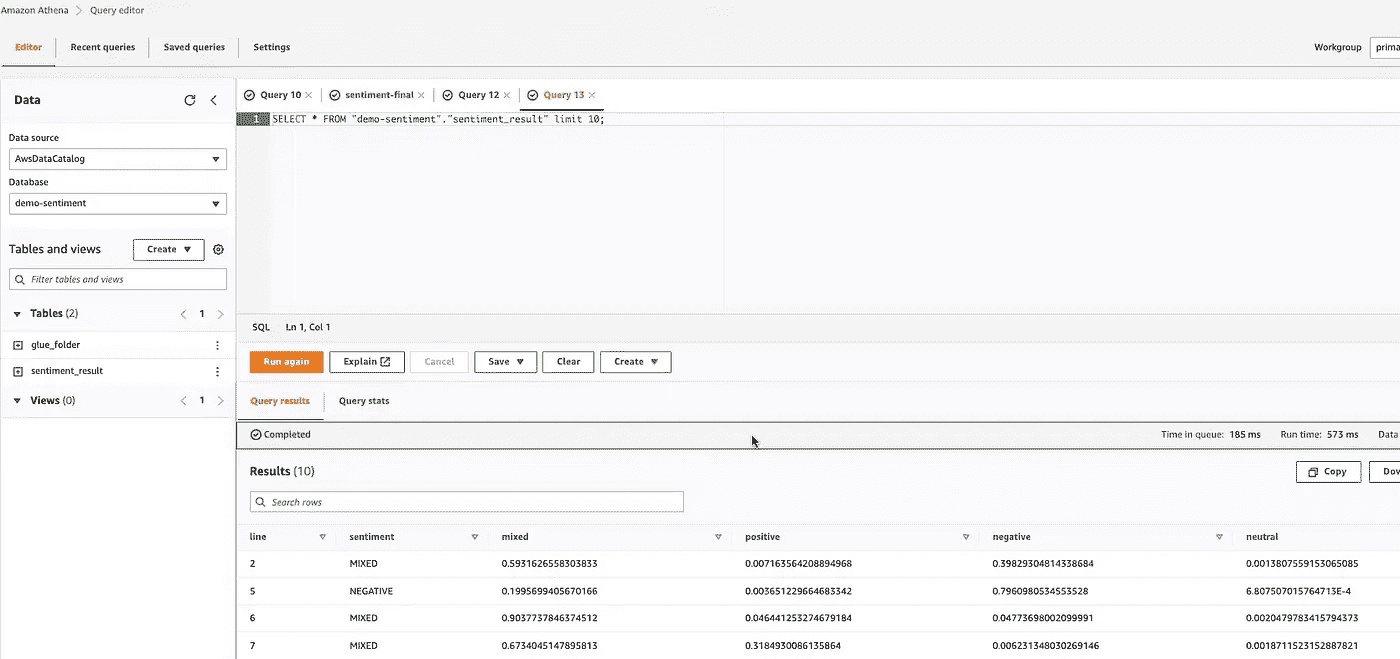 Amazon Athena > Query editor
Editor Recent queries Saved queries Settings Workgroup prima
Data
Data source
AwsDataCatalog
Database
demo-sentiment
Tables and views Create
Filter tables and views
Tables (2) 1
glue_folder
sentiment_result
Views (0) 1
Query 10 sentiment-final Query 12 Query 13
1 SELECT * FROM "demo-sentiment"."sentiment_result" limit 10;
SQL Ln 1, Col 1
Run again Explain Cancel Save Clear Create
Query results Query stats
Completed Time in queue: 185 ms Run time: 573 ms Data
Results (10) Copy Dov
Search rows
line sentiment mixed positive negative neutral
2 MIXED 0.5931626558303833 0.007163564208894968 0.39829304814338684 0.0013807559153065085
5 NEGATIVE 0.1995699405670166 0.003651229664683342 0.7960980534553528 6.807507015764713E-4
6 MIXED 0.9037737846374512 0.046441253274679184 0.04773698002099991 0.0020479783415794373
7 MIXED 0.6734045147895813 0.3184930086135864 0.006231348030269146 0.0018711523152887821